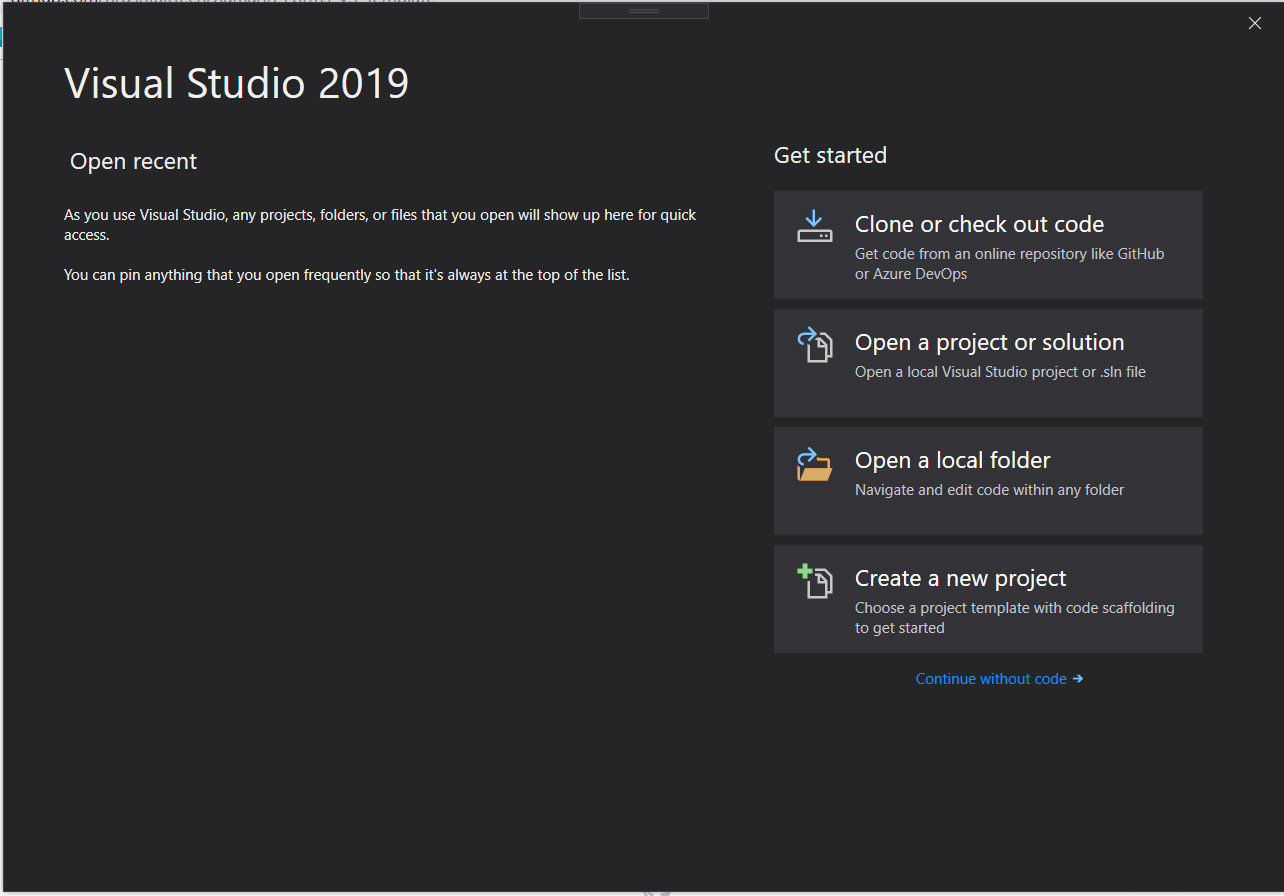 Visual Studio 2019
Open recent
As you use Visual Studio, any projects, folders, or files that you open will show up here for quick
access.
You can pin anything that you open frequently so that it's always at the top of the list.
Get started
Clone or check out code
Get code from an online repository like GitHub
or Azure DevOps
Open a project or solution
Open a local Visual Studio project or .sln file
Open a local folder
Navigate and edit code within any folder
Create a new project
Choose a project template with code scaffolding
to get started
Continue without code →